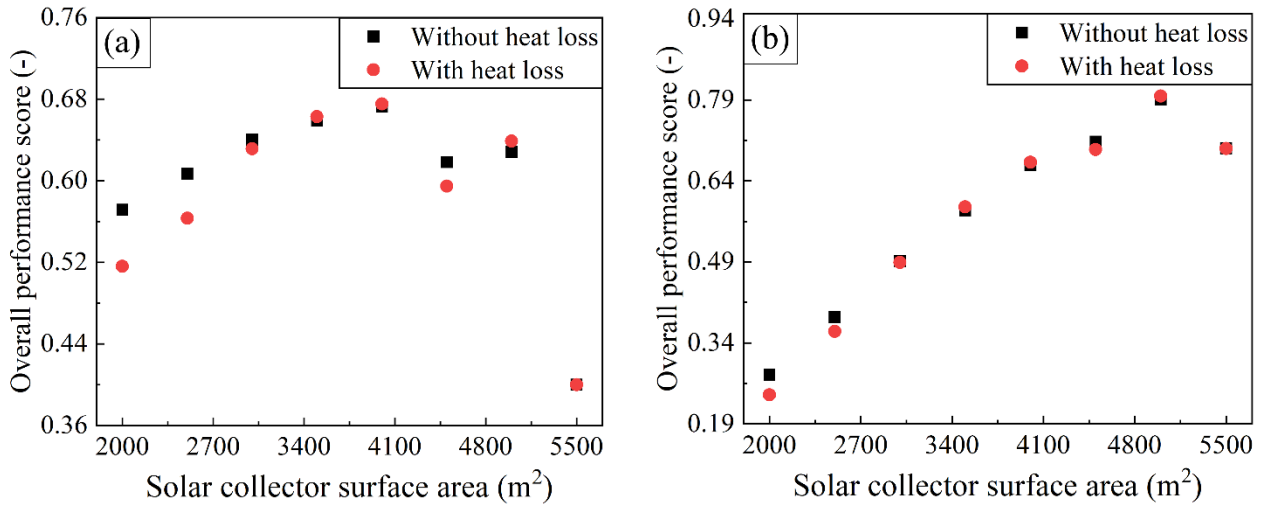 (a)
Without heat loss
With heat loss
0.76
0.68
0.60
0.52
0.44
0.36
Overall performance score (-)
2000 2700 3400 4100 4800 5500
Solar collector surface area (m²)
(b)
Without heat loss
With heat loss
0.94
0.79
0.64
0.49
0.34
0.19
Overall performance score (-)
2000 2700 3400 4100 4800 5500
Solar collector surface area (m²)